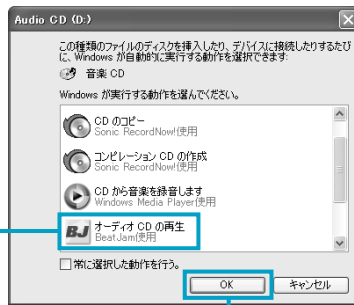 Audio CD (D:)
この種類のファイルのディスクを挿入したり、デバイスに接続したりするたび
に、Windows が自動的に実行する動作を選択できます:
音楽 CD
Windows が実行する動作を選んでください。
CD のコピー
Sonic RecordNow!使用
コンピレーション CD の作成
Sonic RecordNow!使用
CD から音楽を録音します
Windows Media Player使用
BJ オーディオ CD の再生
BeatJam使用
常に選択した動作を行う。
OK キャンセル